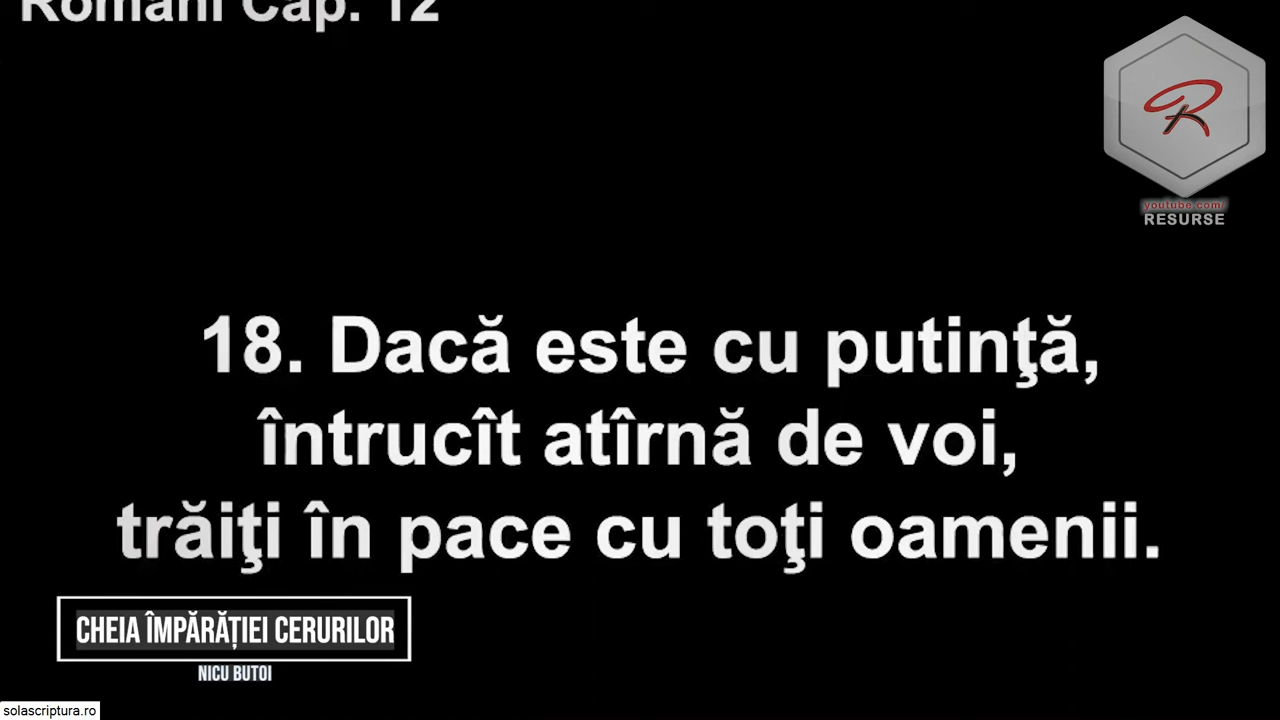 Romani Cap. 12
youtube.com/
RESURSE
18. Dacă este cu putinţă,
întrucît atîrnă de voi,
trăiţi în pace cu toţi oamenii.
CHEIA ÎMPĂRĂȚIEI CERURILOR
NICU BUTOI
solascriptura.ro